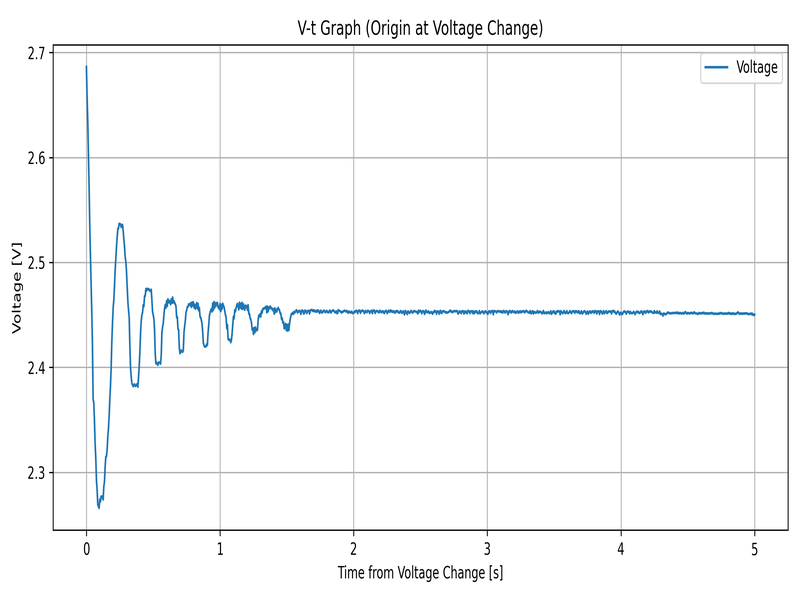 V-t Graph (Origin at Voltage Change)
Voltage
2.7
2.6
2.5
2.4
2.3
Voltage [V]
0 1 2 3 4 5
Time from Voltage Change [s]